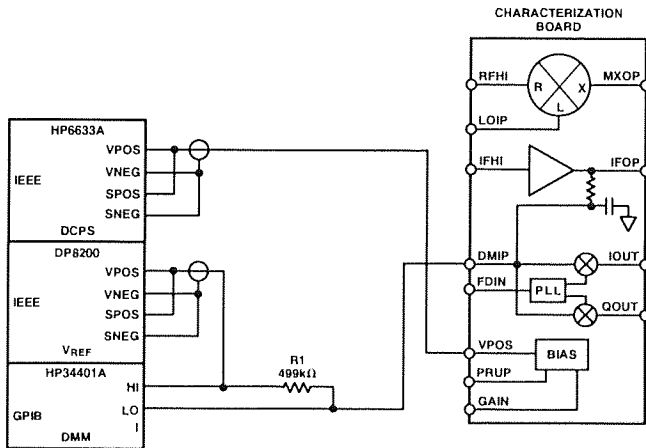 CHARACTERIZATION
BOARD
RFHI
R
X
L
MXOP
LOIP
IFHI
IFOP
DMIP
IOUT
FDIN
PLL
QOUT
VPOS
BIAS
PRUP
GAIN
HP6633A
VPOS
VNEG
IEEE
SPOS
SNEG
DCPS
DP8200
VPOS
VNEG
IEEE
SPOS
SNEG
VREF
HP34401A
HI
GPIB
LO
I
DMM
R1
499kΩ